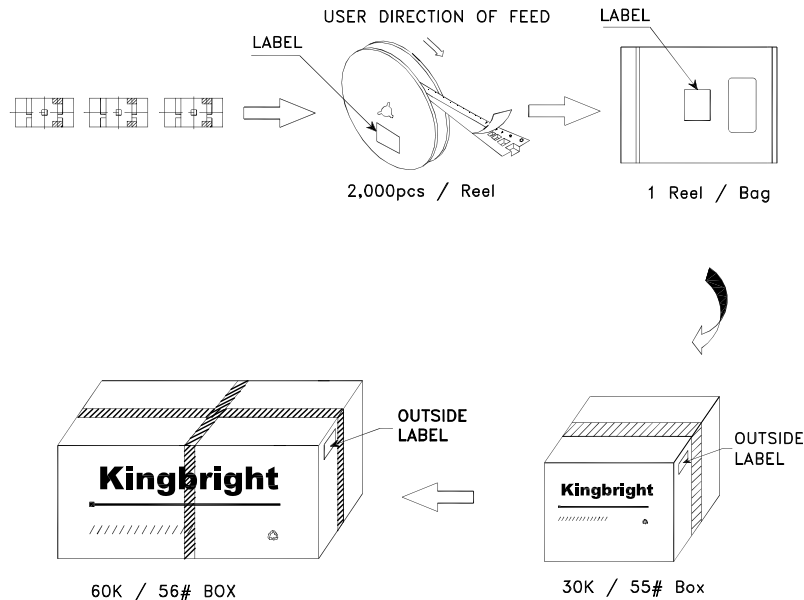 USER DIRECTION OF FEED
LABEL
LABEL
2,000pcs / Reel
1 Reel / Bag
OUTSIDE
LABEL
Kingbright
60K / 56# BOX
OUTSIDE
LABEL
Kingbright
30K / 55# Box